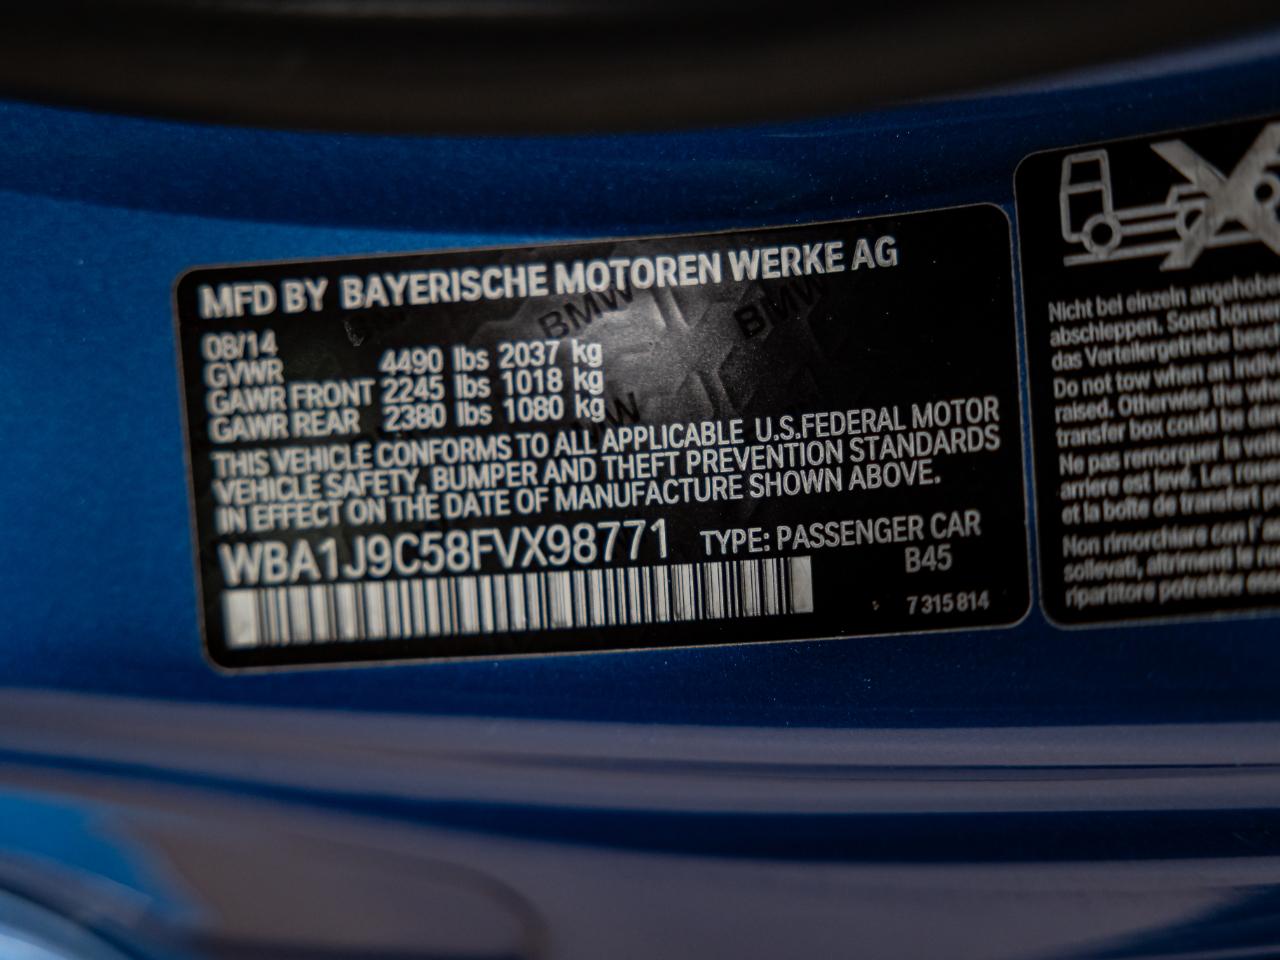 MFD BY BAYERISCHE MOTOREN WERKE AG
08/14
GVWR 4490 lbs 2037 kg
GAWR FRONT 2245 lbs 1018 kg
GAWR REAR 2380 lbs 1080 kg
THIS VEHICLE CONFORMS TO ALL APPLICABLE U.S.FEDERAL MOTOR
VEHICLE SAFETY, BUMPER AND THEFT PREVENTION STANDARDS
IN EFFECT ON THE DATE OF MANUFACTURE SHOWN ABOVE.
WBA1J9C58FVX98771 TYPE: PASSENGER CAR
B45
7 315 814
BMW
BMW
Nicht bei einzeln angehobe
abschleppen. Sonst könne
das Verteilergetriebe besc
Do not tow when an indivi
raised. Otherwise the whe
transfer box could be da
Ne pas remorquer la voit
arriere est levé. Les roue
et la boîte de transfert p
Non rimorchiare con l'
sollevati, altrimenti le ru
ripartitore potrebbe ess